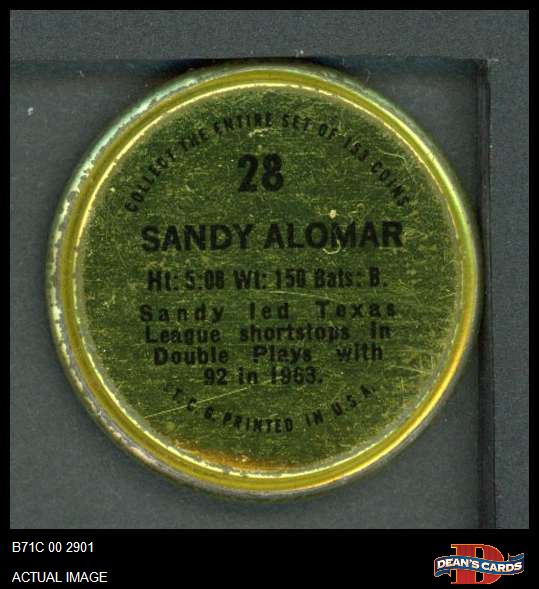 COLLECT THE ENTIRE SET OF 153 COINS
28
SANDY ALOMAR
Ht: 5:08 Wt: 150 Bats: B.
Sandy led Texas
League shortstops in
Double Plays with
92 in 1963.
T.C.G. PRINTED IN U.S.A.
B71C 00 2901
ACTUAL IMAGE
B
DEAN'S CARDS